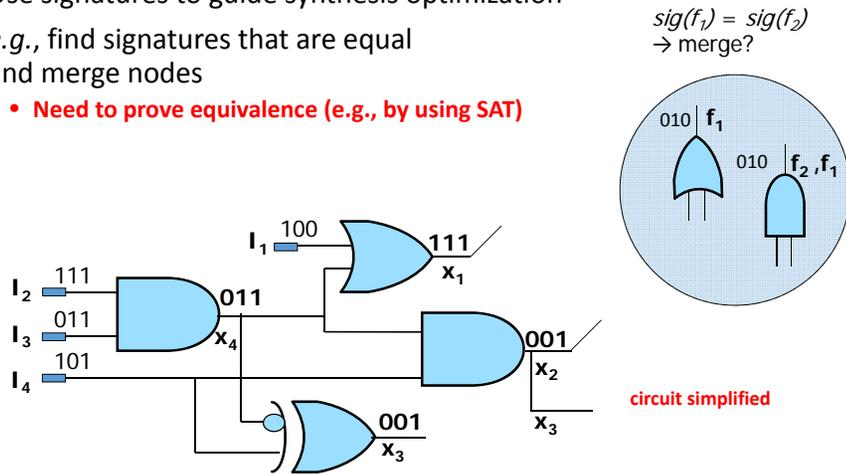 use signatures to guide synthesis optimization
e.g., find signatures that are equal
nd merge nodes
• Need to prove equivalence (e.g., by using SAT)
sig(f1) = sig(f2)
→ merge?
010 f1
010 f2 ,f1
I1 100
111
x1
I2 111
011
x4
I3 011
I4 101
001
x2
x3
001
x3
circuit simplified